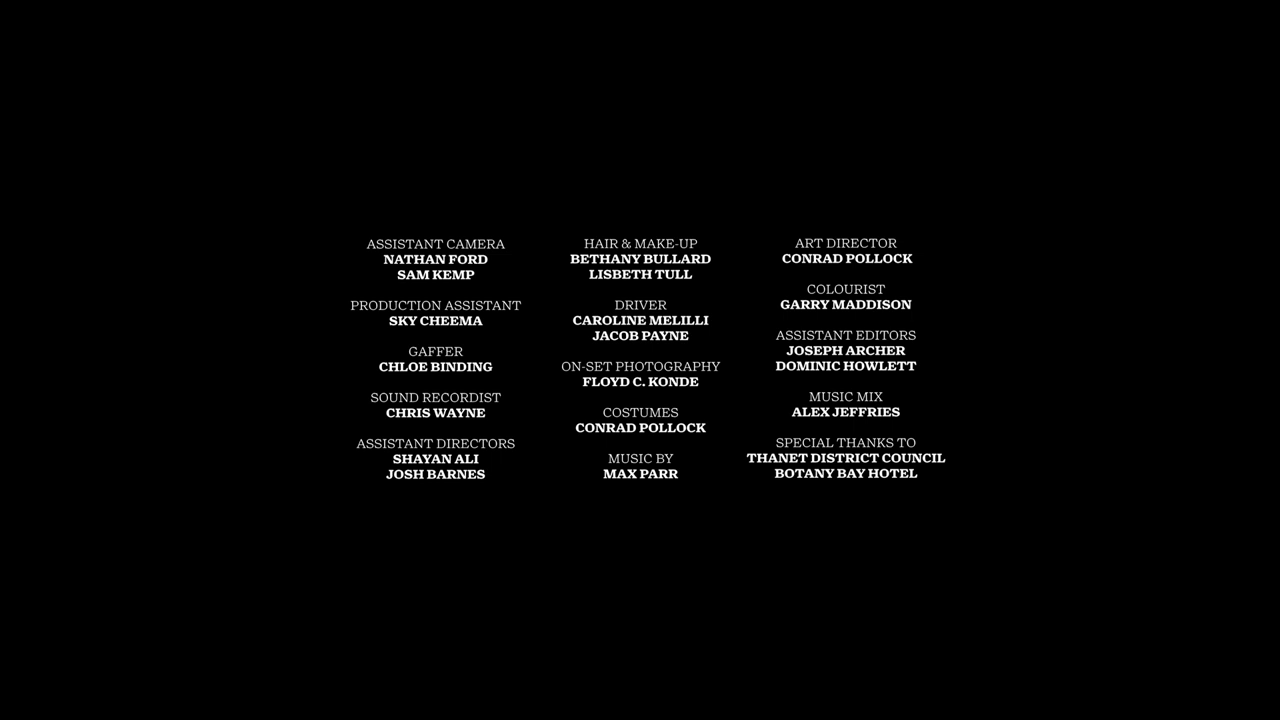 ASSISTANT CAMERA
NATHAN FORD
SAM KEMP
PRODUCTION ASSISTANT
SKY CHEEMA
GAFFER
CHLOE BINDING
SOUND RECORDIST
CHRIS WAYNE
ASSISTANT DIRECTORS
SHAYAN ALI
JOSH BARNES
HAIR & MAKE-UP
BETHANY BULLARD
LISBETH TULL
DRIVER
CAROLINE MELILLI
JACOB PAYNE
ON-SET PHOTOGRAPHY
FLOYD C. KONDE
COSTUMES
CONRAD POLLOCK
MUSIC BY
MAX PARR
ART DIRECTOR
CONRAD POLLOCK
COLOURIST
GARRY MADDISON
ASSISTANT EDITORS
JOSEPH ARCHER
DOMINIC HOWLETT
MUSIC MIX
ALEX JEFFRIES
SPECIAL THANKS TO
THANET DISTRICT COUNCIL
BOTANY BAY HOTEL